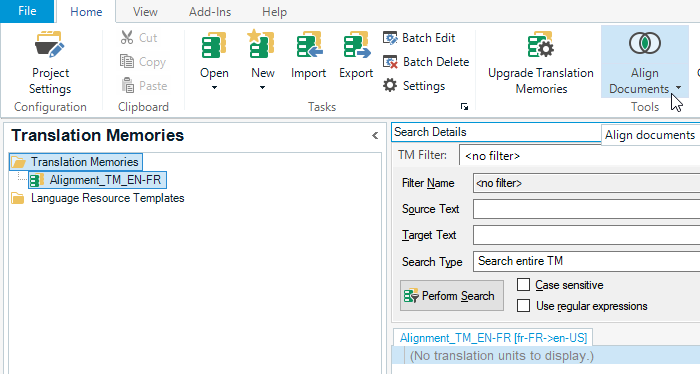 File Home View Add-Ins Help
Project Settings
Cut
Copy
Paste
Open
New
Import
Export
Batch Edit
Batch Delete
Settings
Upgrade Translation Memories
Align Documents
Configuration Clipboard Tasks Tools
Align documents
Translation Memories
Translation Memories
Alignment_TM_EN-FR
Language Resource Templates
Search Details
TM Filter: <no filter>
Filter Name <no filter>
Source Text
Target Text
Search Type Search entire TM
Perform Search
Case sensitive
Use regular expressions
Alignment_TM_EN-FR [fr-FR->en-US]
(No translation units to display.)